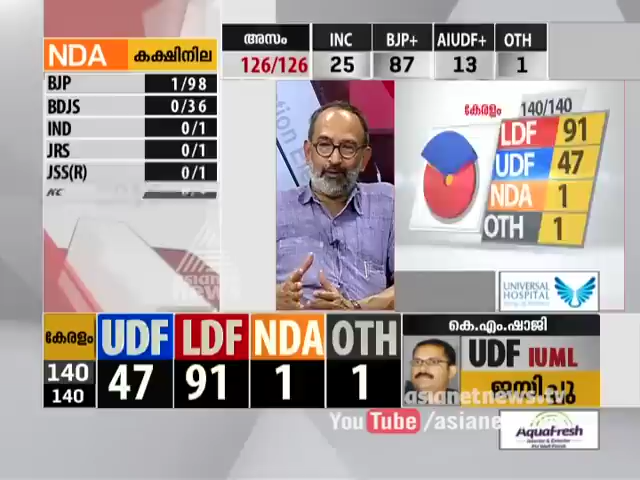 NDA കക്ഷിനില
BJP 1/98
BDJS 0/36
IND 0/1
JRS 0/1
JSS(R) 0/1
അസം INC BJP+ AIUDF+ OTH
126/126 25 87 13 1
കേരളം 140/140
LDF 91
UDF 47
NDA 1
OTH 1
asianet news
UNIVERSAL
HOSPITAL
കേരളം UDF LDF NDA OTH
140 47 91 1 1
140
കെ.എം.ഷാജി
UDF IUML
ജയിച്ചു
asianetnews.tv
YouTube /asiane
AquaFresh